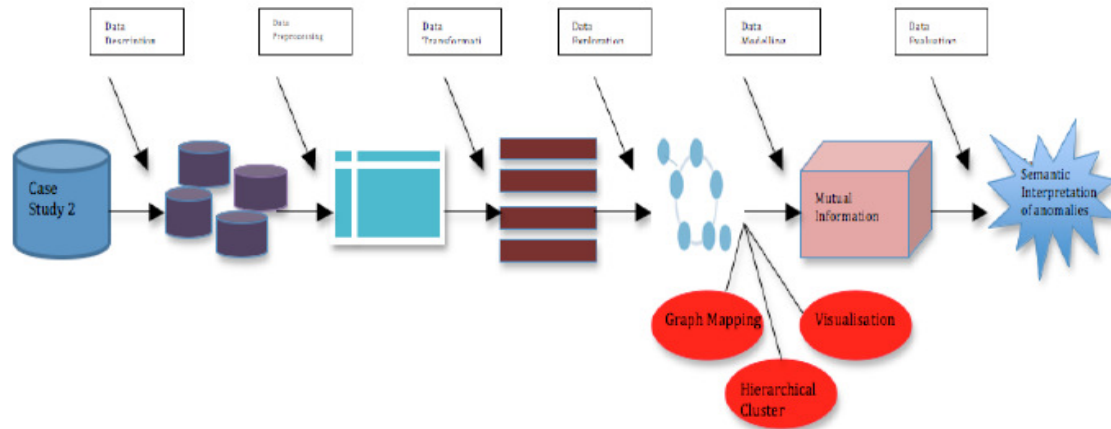 Data
Description
Data
Preprocessing
Data
Transformati
Data
Exploration
Data
Modelling
Data
Evaluation
Case
Study 2
Mutual
Information
Semantic
Interpretation
of anomalies
Graph Mapping
Visualisation
Hierarchical
Cluster